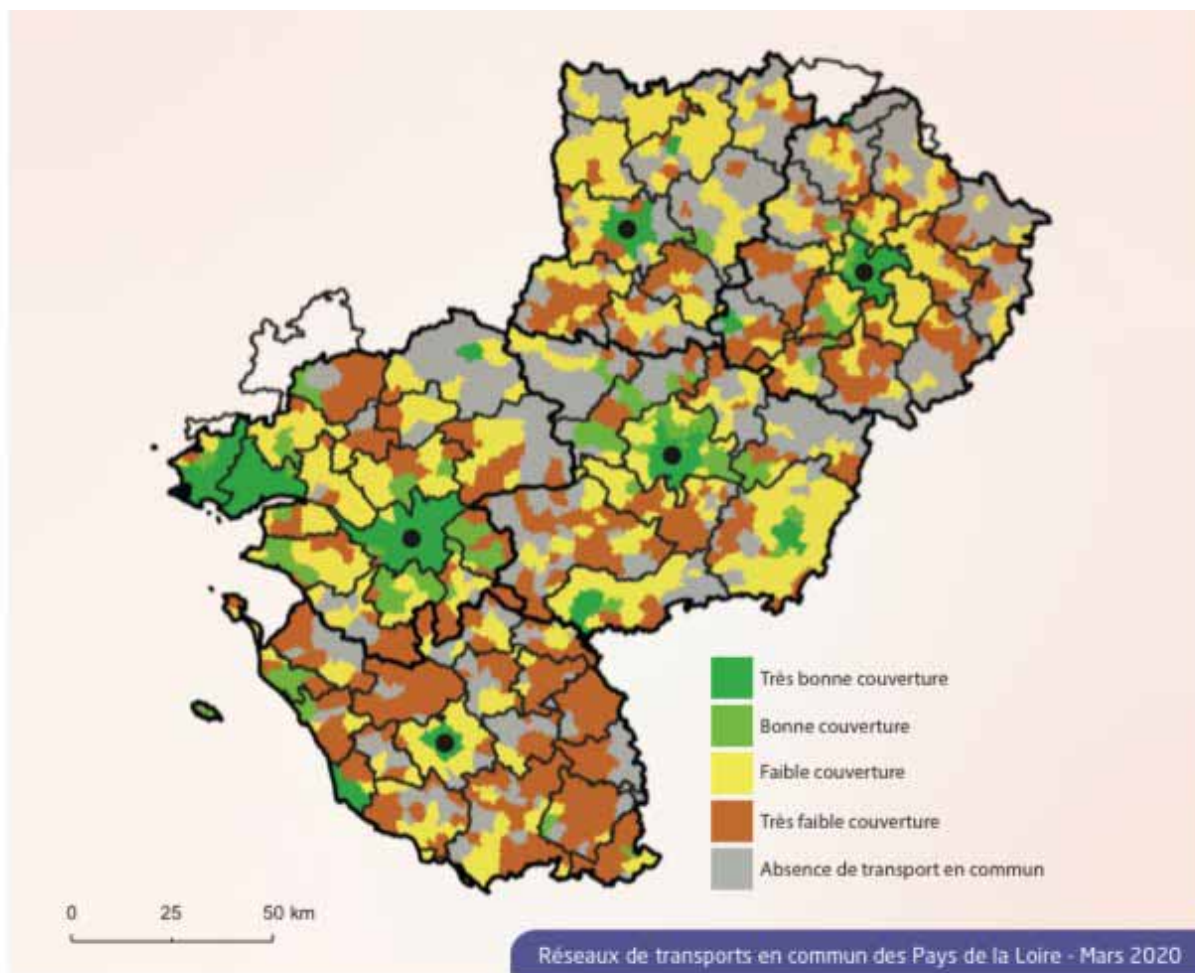 Très bonne couverture
Bonne couverture
Faible couverture
Très faible couverture
Absence de transport en commun
0 25 50 km
Réseaux de transports en commun des Pays de la Loire - Mars 2020